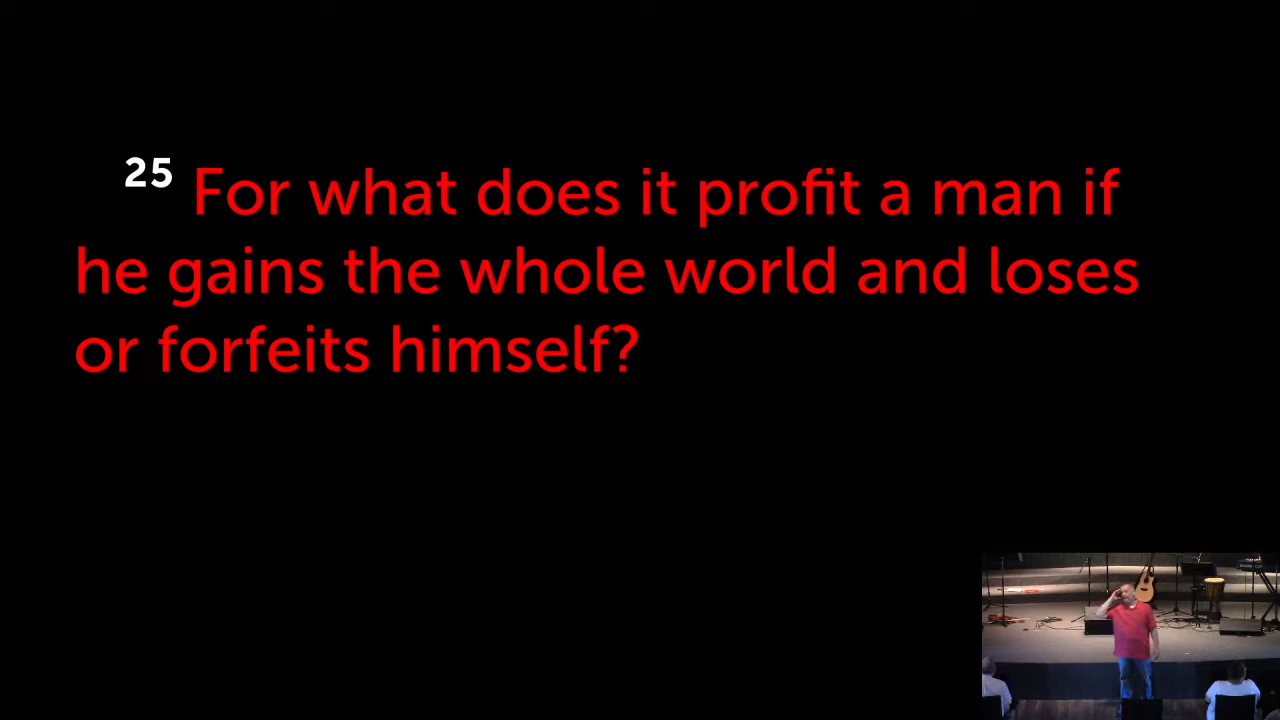 25 For what does it profit a man if
he gains the whole world and loses
or forfeits himself?